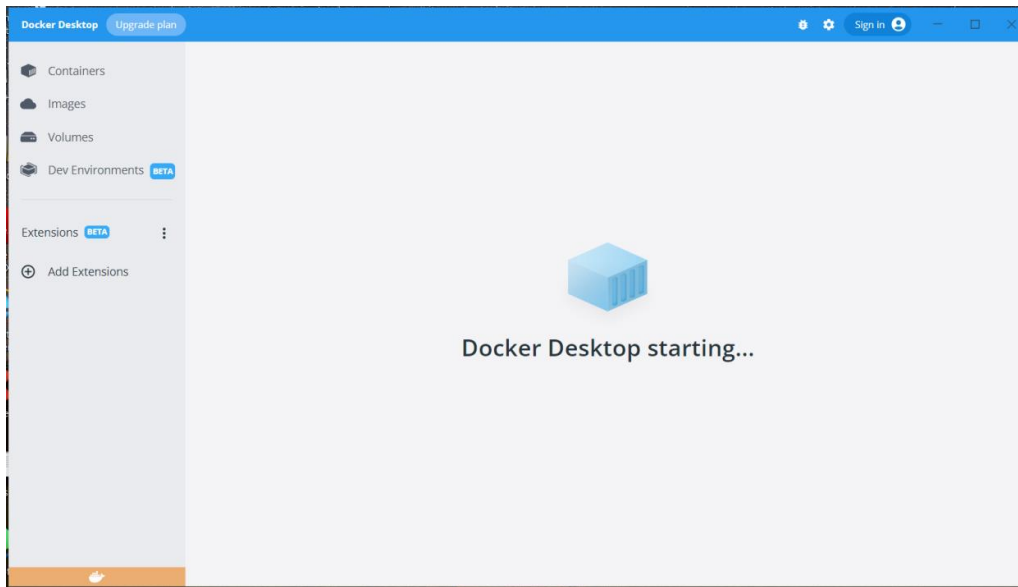 Docker Desktop Upgrade plan Sign in
Containers
Images
Volumes
Dev Environments BETA
Extensions BETA
Add Extensions
Docker Desktop starting...